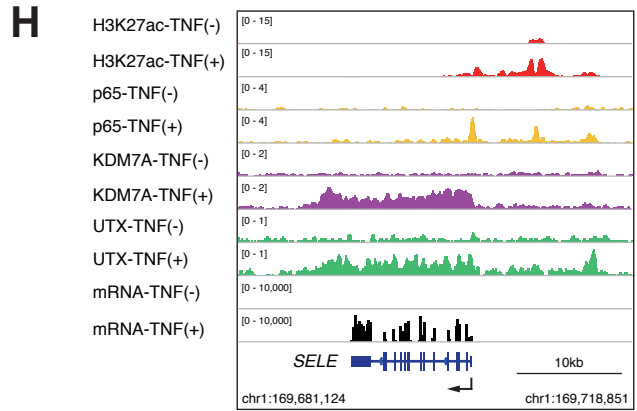 H
H3K27ac-TNF(-) [0 - 15]
H3K27ac-TNF(+) [0 - 15]
p65-TNF(-) [0 - 4]
p65-TNF(+) [0 - 4]
KDM7A-TNF(-) [0 - 2]
KDM7A-TNF(+) [0 - 2]
UTX-TNF(-) [0 - 1]
UTX-TNF(+) [0 - 1]
mRNA-TNF(-) [0 - 10,000]
mRNA-TNF(+) [0 - 10,000]
SELE 10kb
chr1:169,681,124 chr1:169,718,851